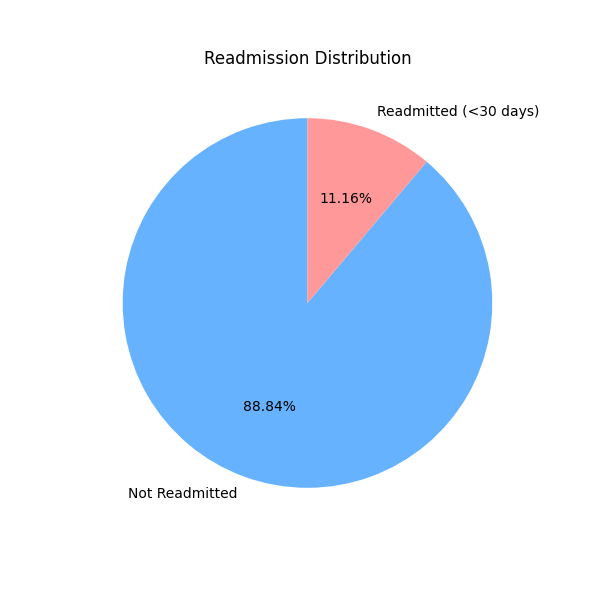 Readmission Distribution
Readmitted (<30 days)
11.16%
88.84%
Not Readmitted